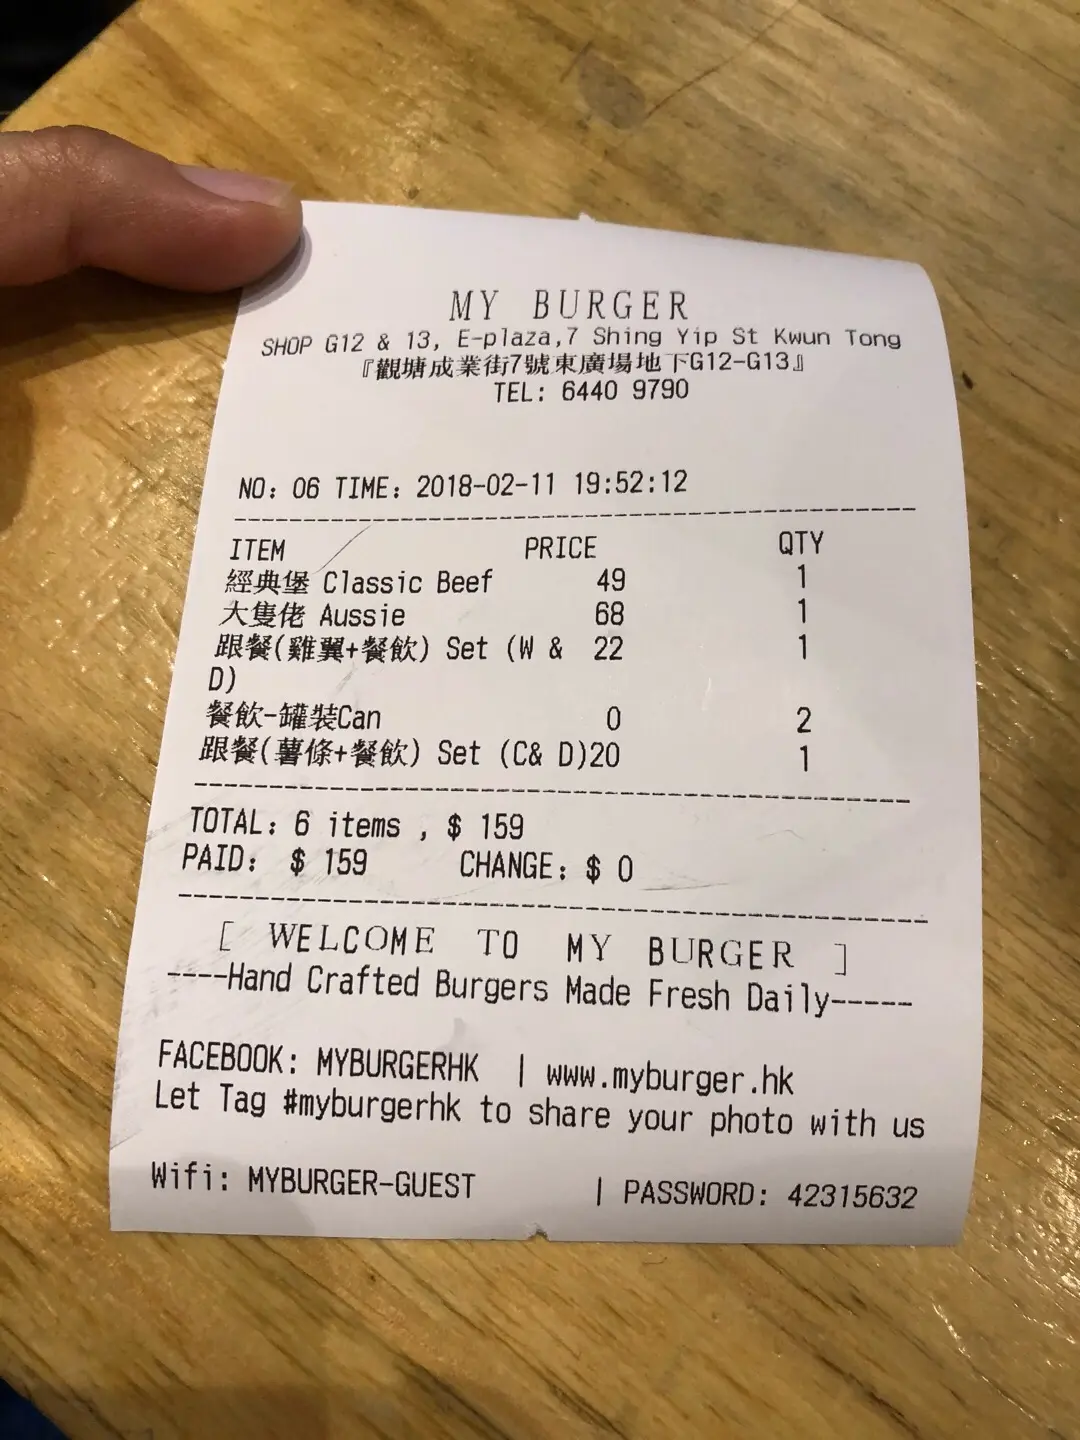 MY BURGER
SHOP G12 & 13, E-plaza,7 Shing Yip St Kwun Tong
『觀塘成業街7號東廣場地下G12-G13』
TEL: 6440 9790
NO: 06 TIME: 2018-02-11 19:52:12
ITEM PRICE QTY
經典堡 Classic Beef 49 1
大隻佬 Aussie 68 1
跟餐(雞翼+餐飲) Set (W & 22 1
D)
餐飲-罐裝Can 0 2
跟餐(薯條+餐飲) Set (C& D)20 1
TOTAL: 6 items , $ 159
PAID: $ 159 CHANGE: $ 0
[ WELCOME TO MY BURGER ]
----Hand Crafted Burgers Made Fresh Daily-----
FACEBOOK: MYBURGERHK | www.myburger.hk
Let Tag #myburgerhk to share your photo with us
Wifi: MYBURGER-GUEST | PASSWORD: 42315632